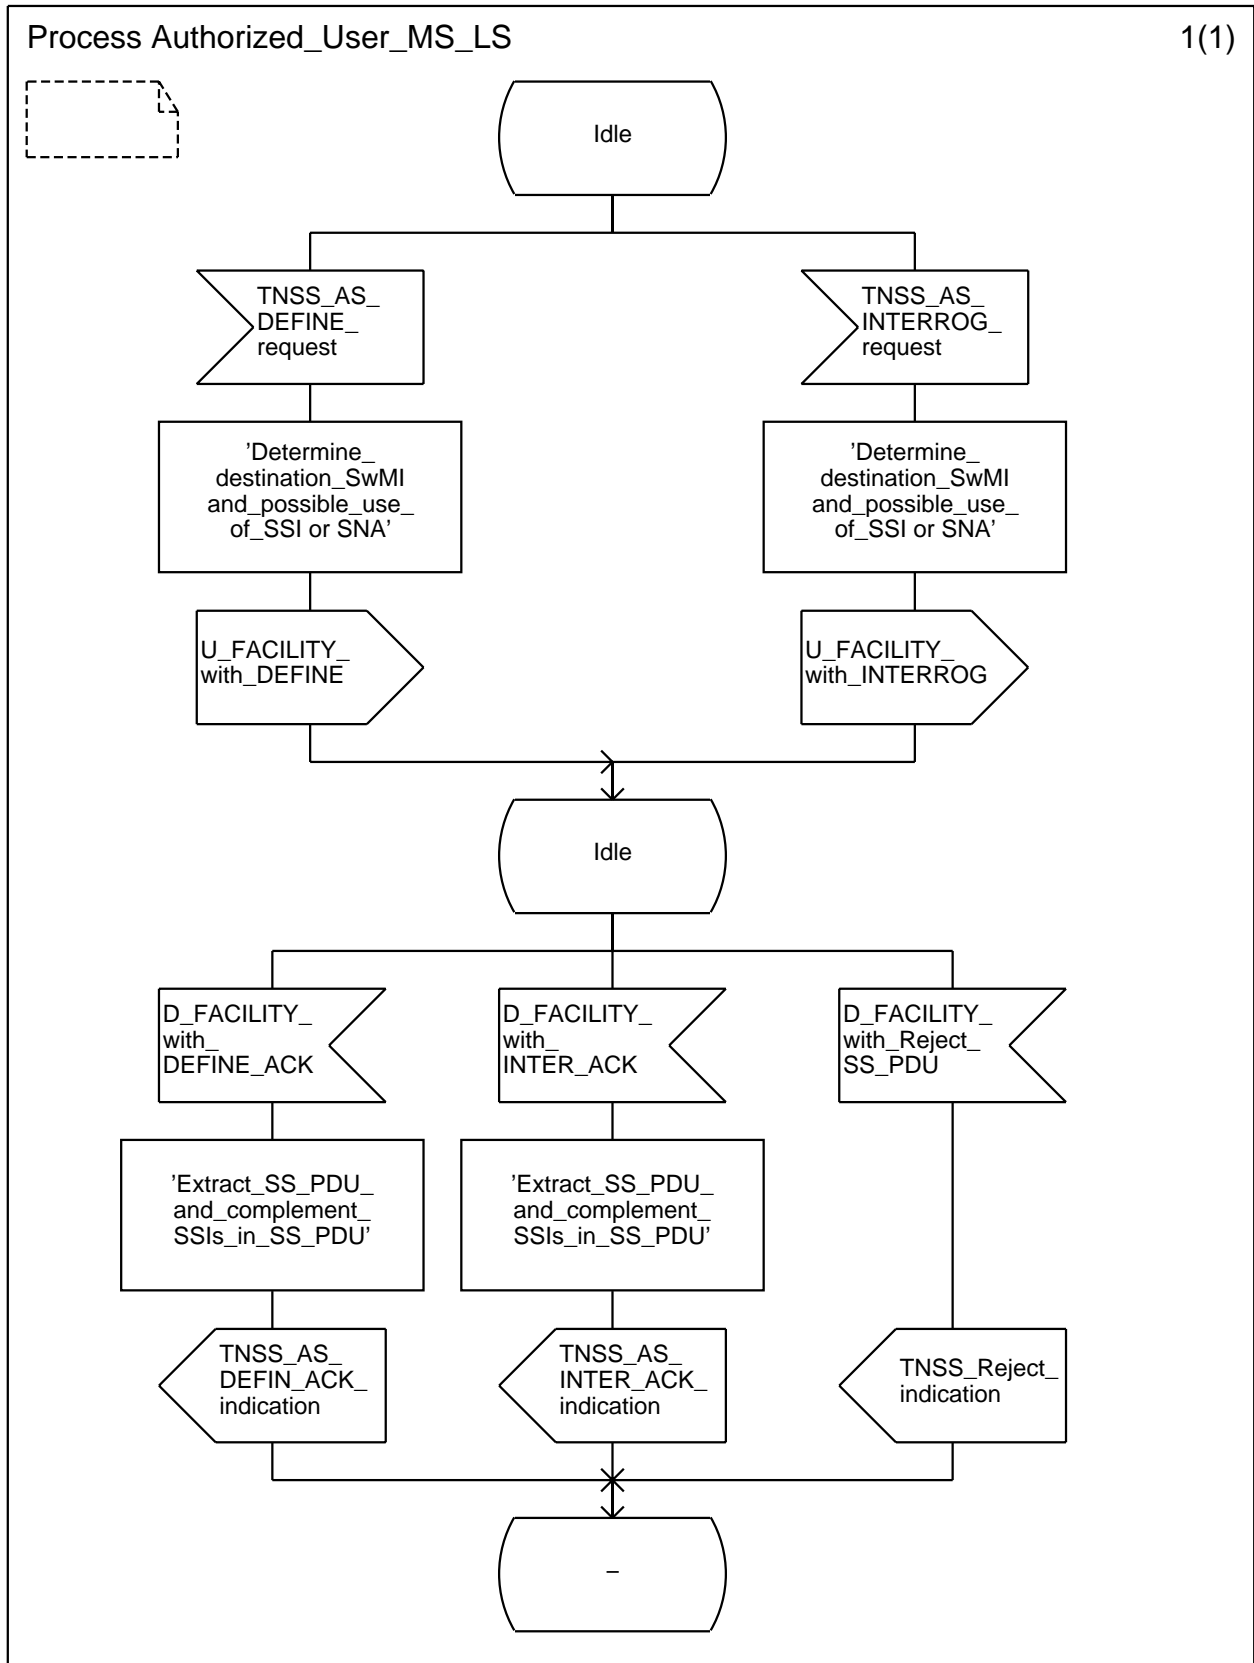 Process Authorized_User_MS_LS
1(1)
Idle
TNSS_AS_
DEFINE_
request
TNSS_AS_
INTERROG_
request
’Determine_
destination_SwMI
and_possible_use_
of_SSI or SNA’
’Determine_
destination_SwMI
and_possible_use_
of_SSI or SNA’
U_FACILITY_
with_DEFINE
U_FACILITY_
with_INTERROG
Idle
D_FACILITY_
with_
DEFINE_ACK
D_FACILITY_
with_
INTER_ACK
D_FACILITY_
with_Reject_
SS_PDU
’Extract_SS_PDU_
and_complement_
SSIs_in_SS_PDU’
’Extract_SS_PDU_
and_complement_
SSIs_in_SS_PDU’
TNSS_AS_
DEFIN_ACK_
indication
TNSS_AS_
INTER_ACK_
indication
TNSS_Reject_
indication
–